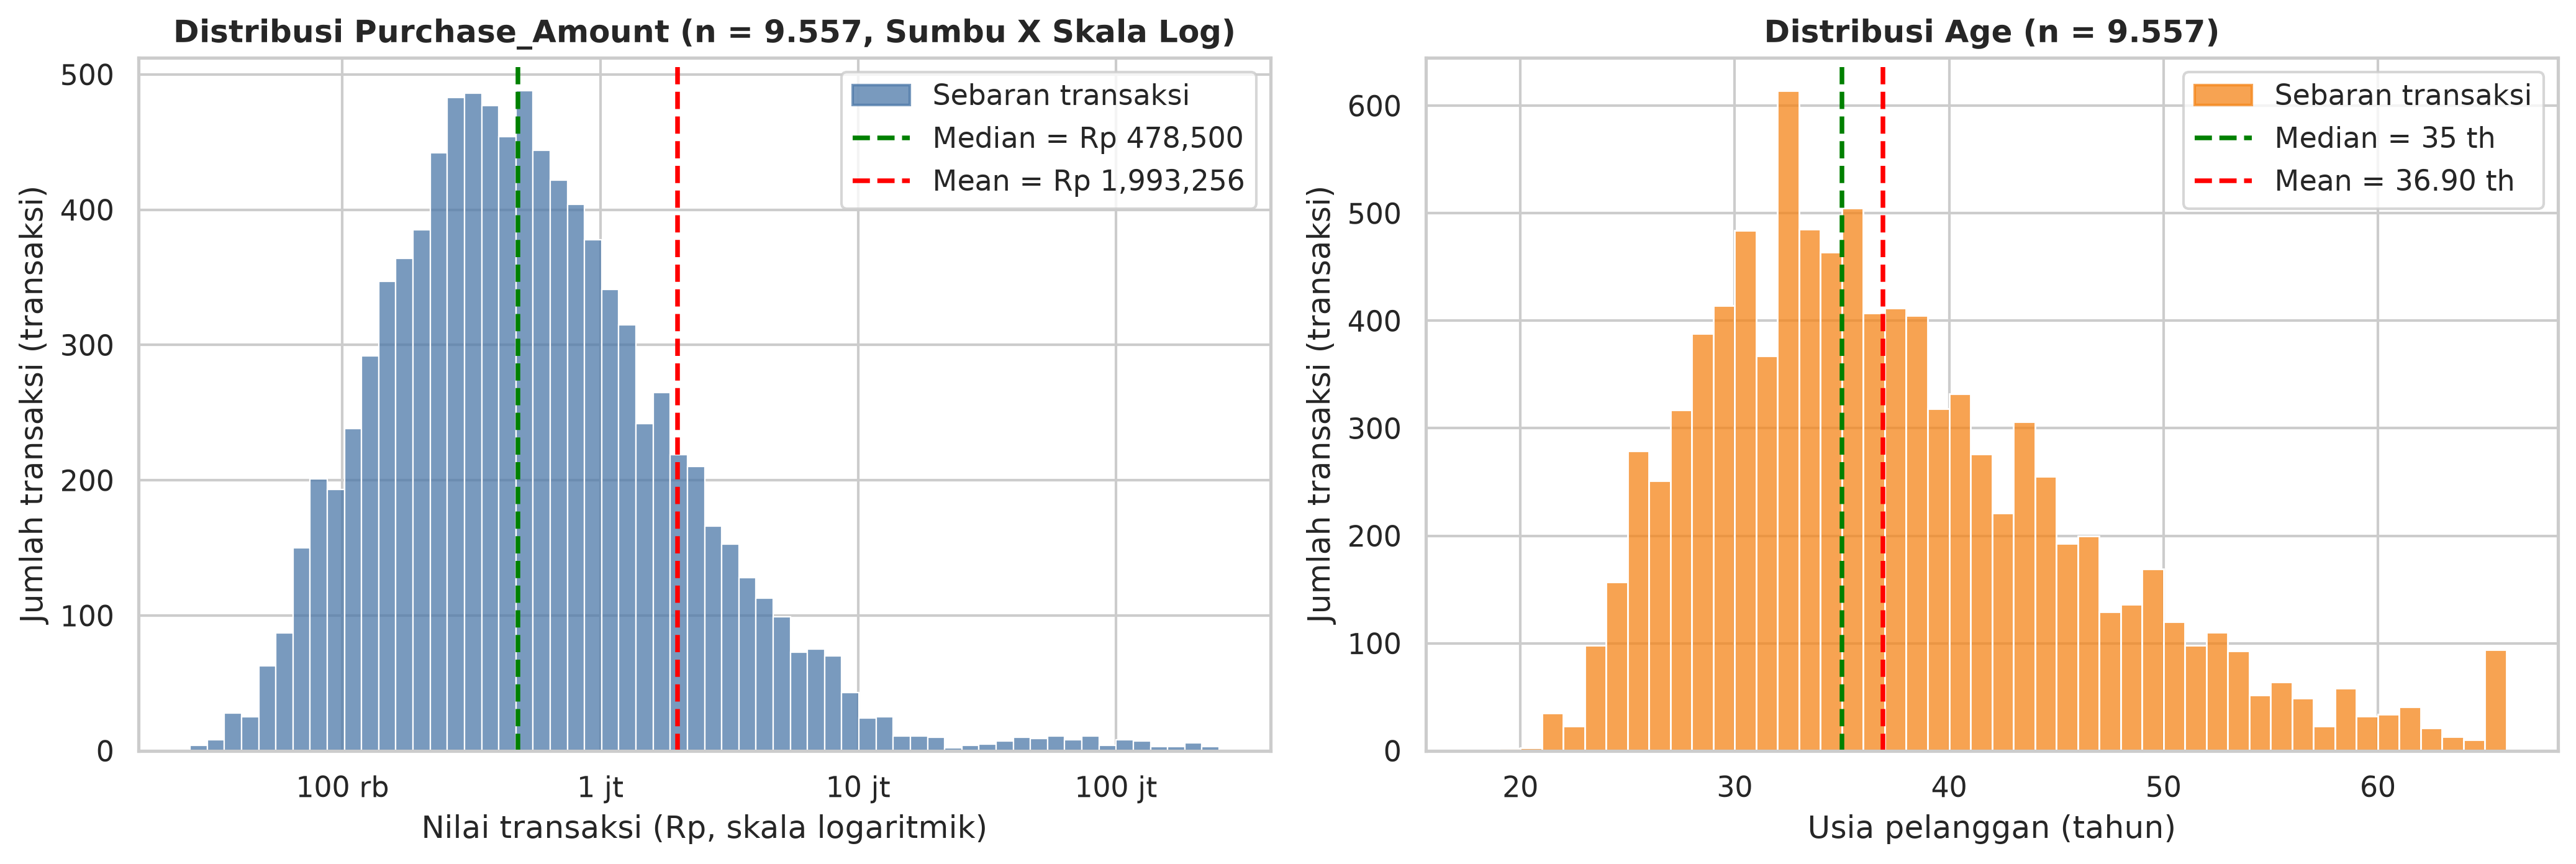 Distribusi Purchase_Amount (n = 9.557, Sumbu X Skala Log)
Jumlah transaksi (transaksi)
500
400
300
200
100
0
Sebaran transaksi
Median = Rp 478,500
Mean = Rp 1,993,256
100 rb
1 jt
10 jt
100 jt
Nilai transaksi (Rp, skala logaritmik)
Distribusi Age (n = 9.557)
Jumlah transaksi (transaksi)
600
500
400
300
200
100
0
Sebaran transaksi
Median = 35 th
Mean = 36.90 th
20
30
40
50
60
Usia pelanggan (tahun)